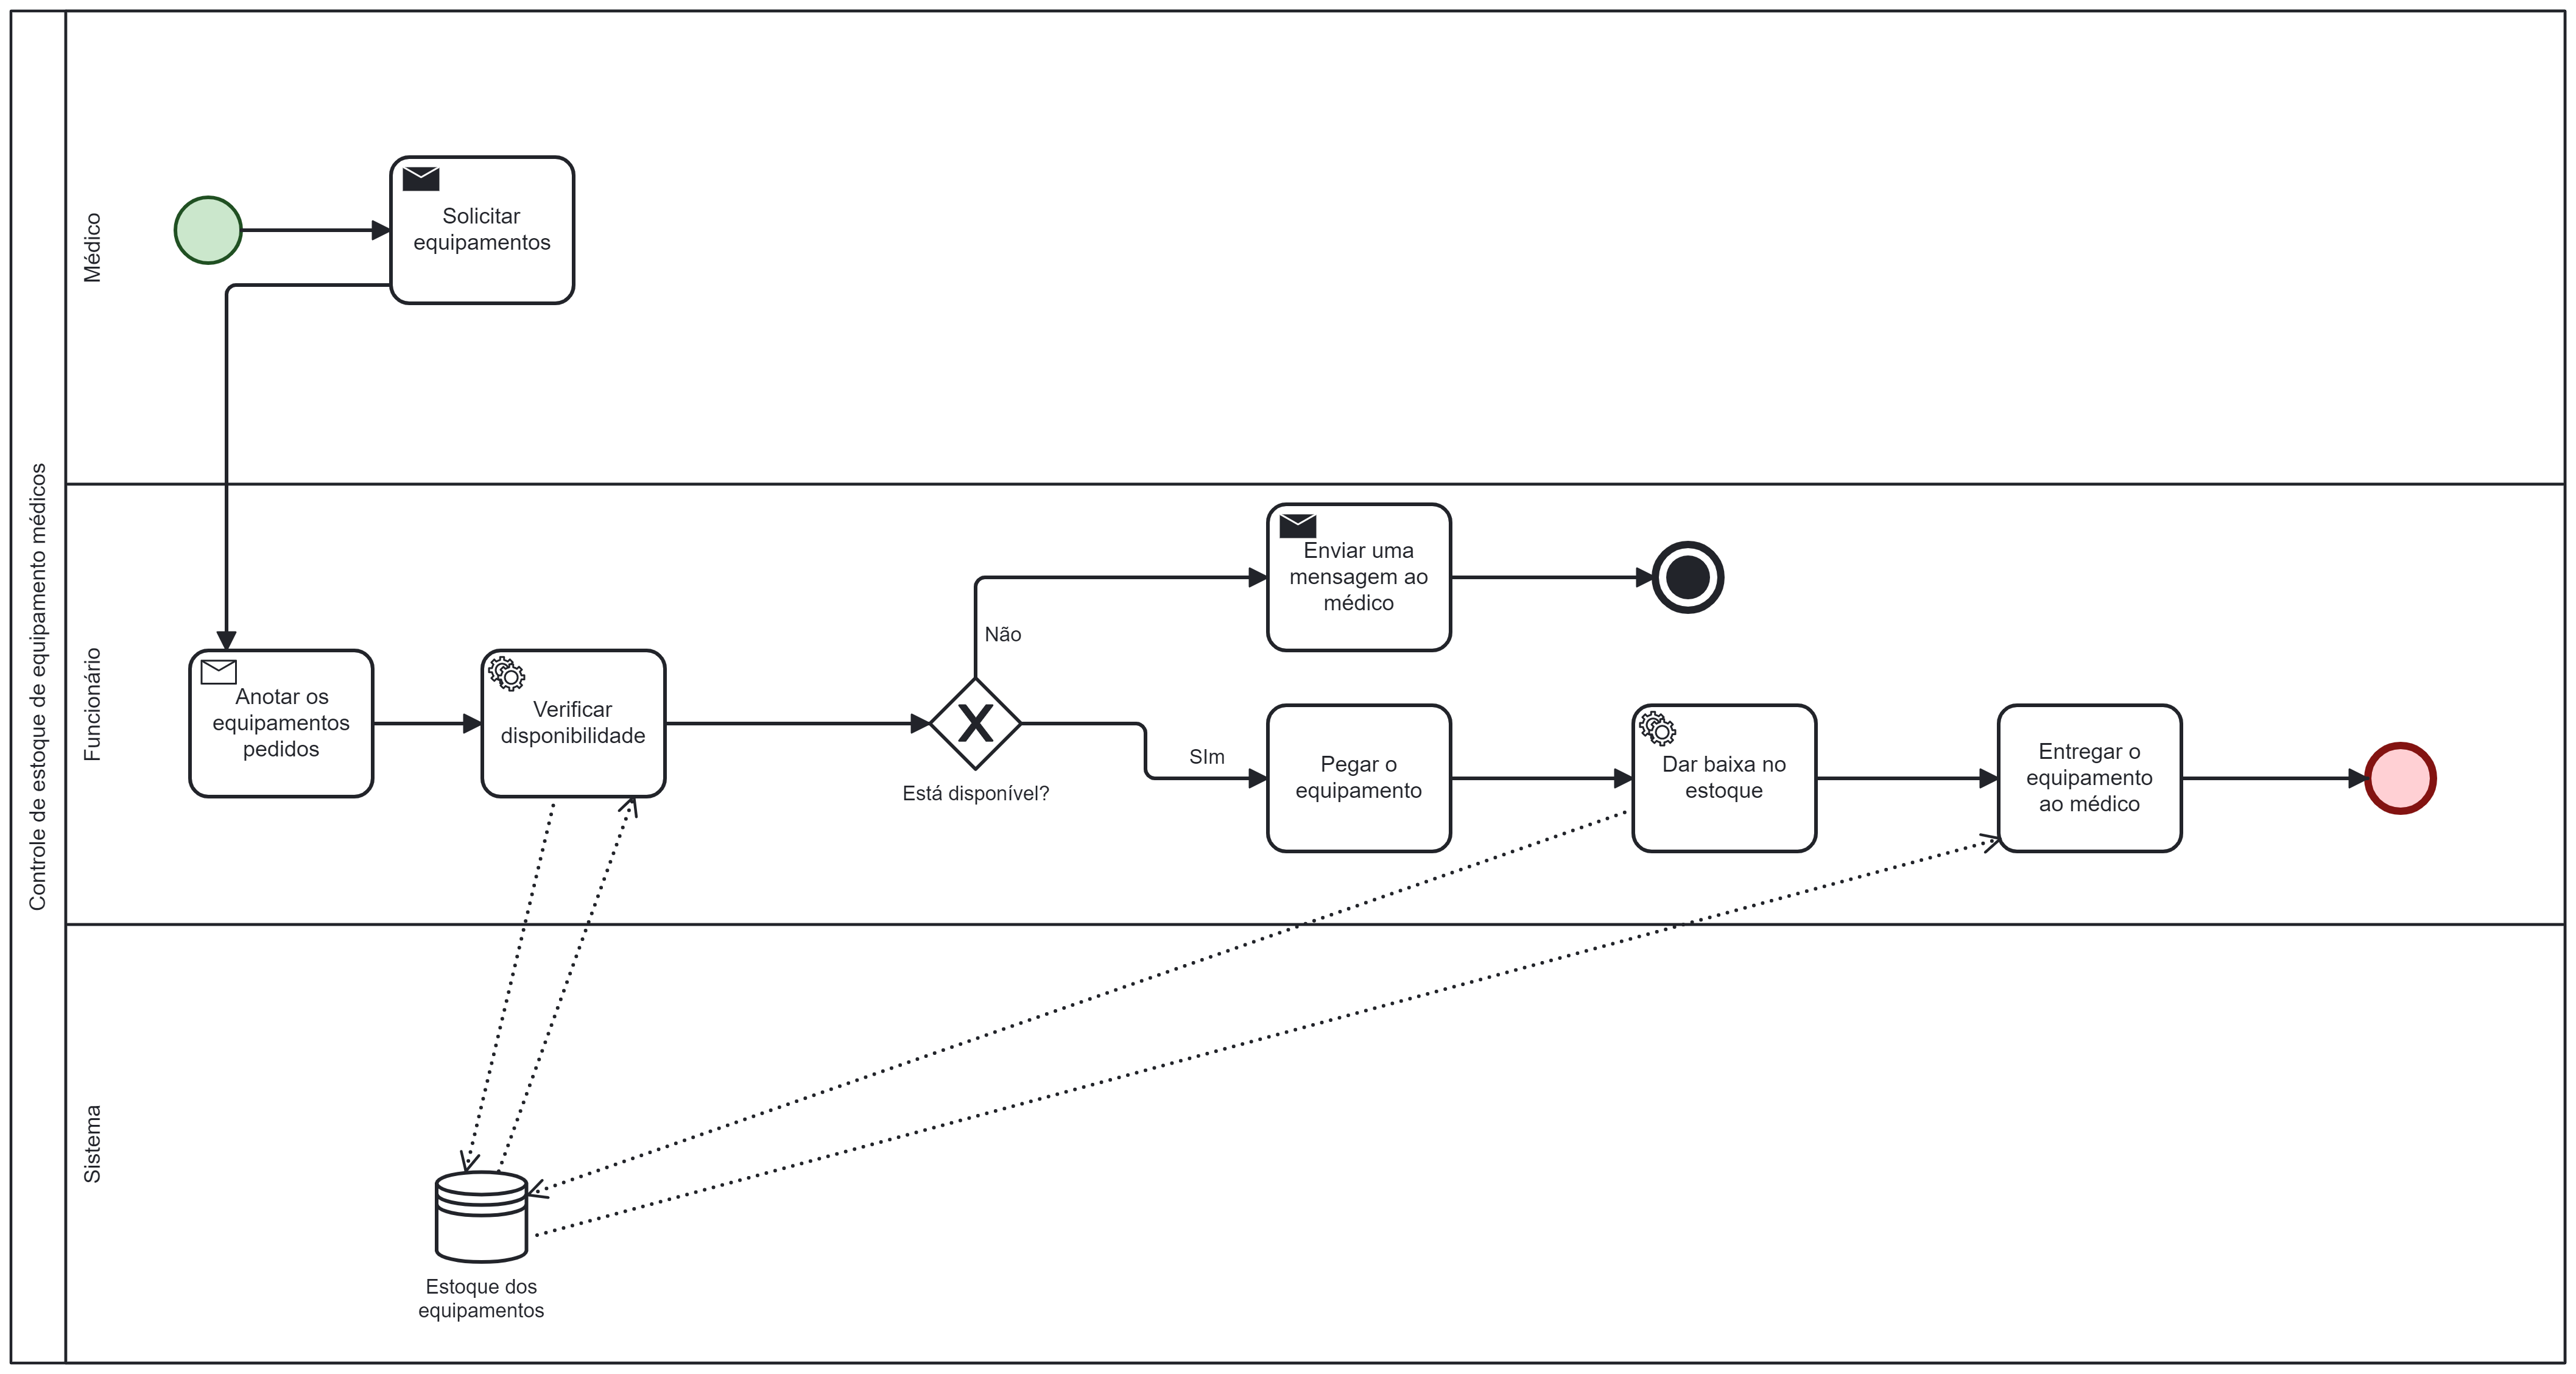 Controle de estoque de equipamento médicos
Médico
Solicitar
equipamentos
Funcionário
Anotar os
equipamentos
pedidos
Verificar
disponibilidade
Está disponível?
Não
Enviar uma
mensagem ao
médico
SIm
Pegar o
equipamento
Dar baixa no
estoque
Entregar o
equipamento
ao médico
Sistema
Estoque dos
equipamentos